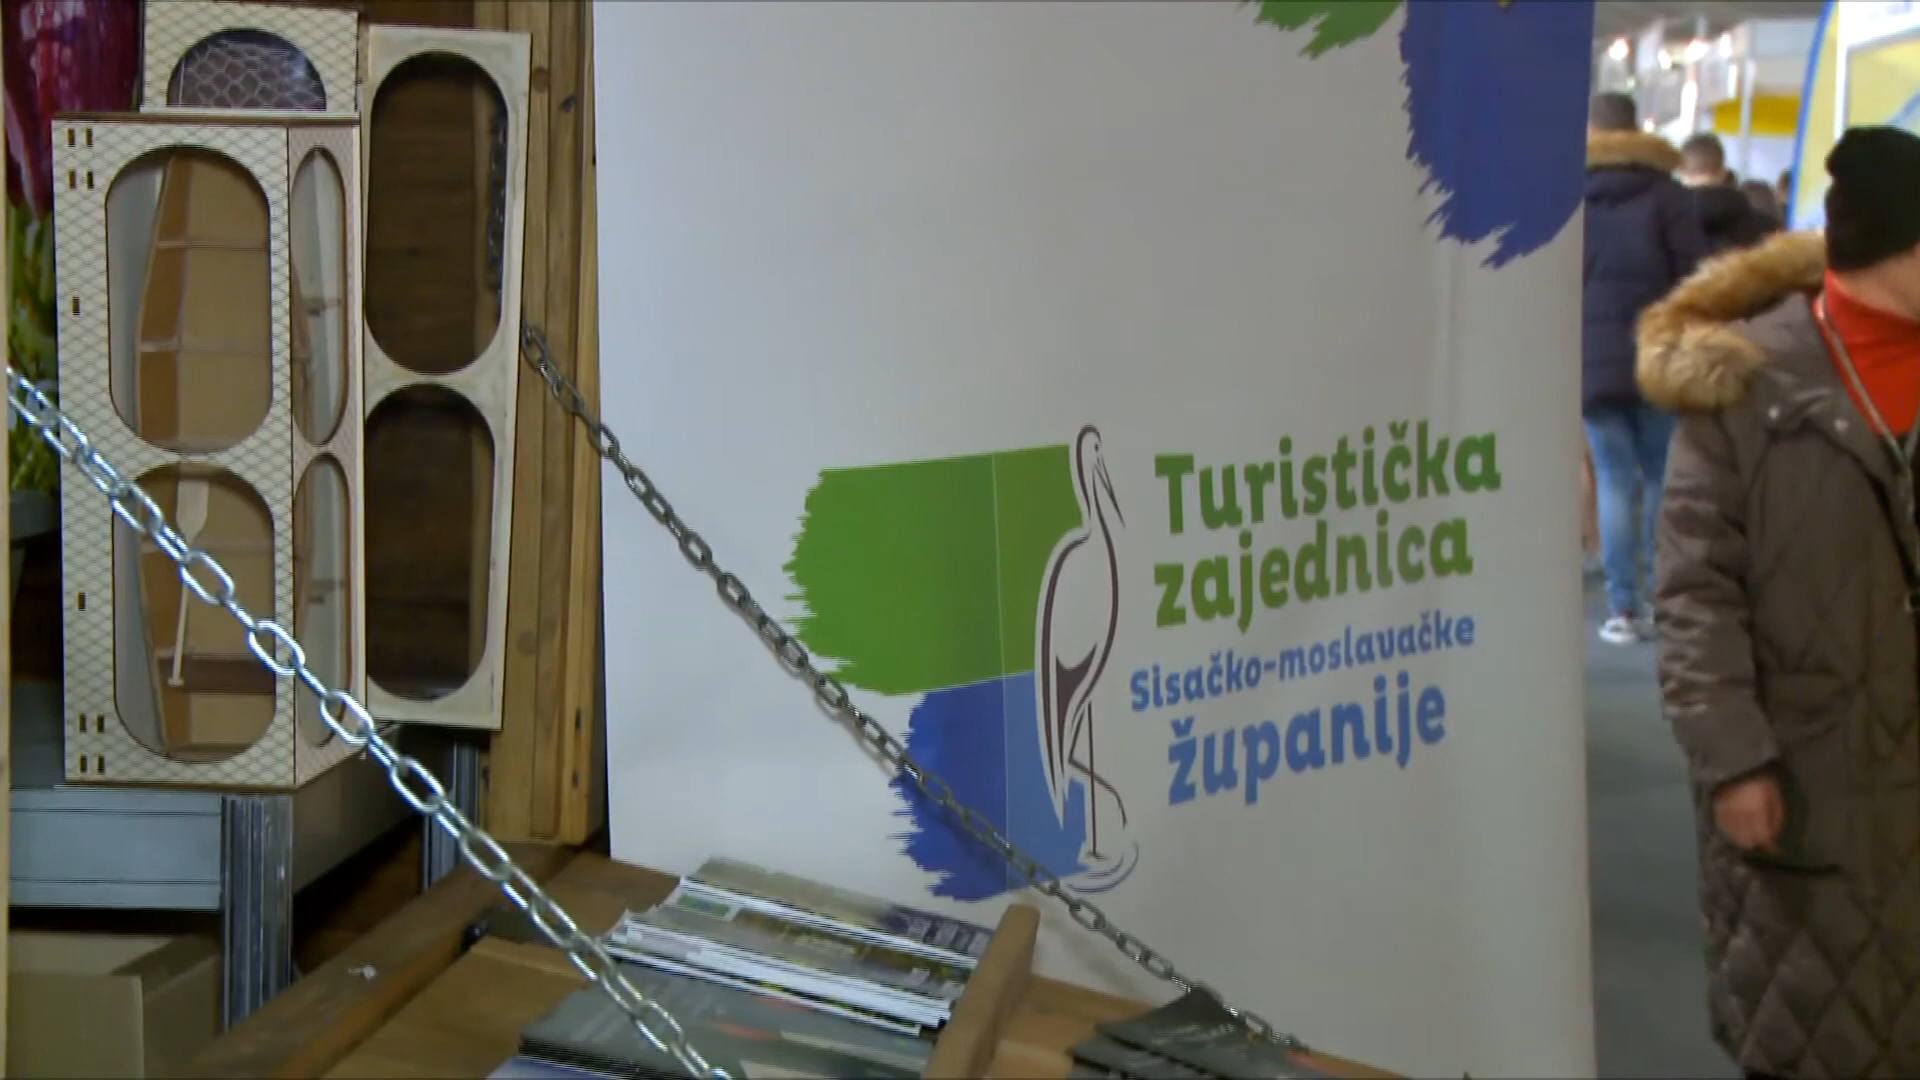 Turistička
zajednica
Sisačko-moslavačke
županije